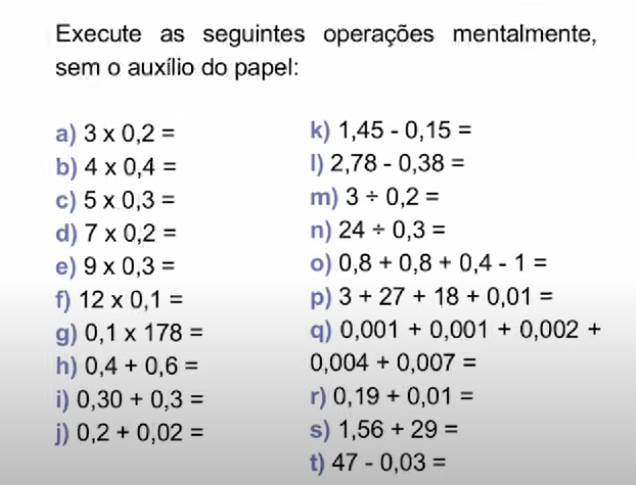 Execute as seguintes operações mentalmente,
sem o auxílio do papel:
a) 3 x 0,2 =
b) 4 x 0,4 =
c) 5 x 0,3 =
d) 7 x 0,2 =
e) 9 x 0,3 =
f) 12 x 0,1 =
g) 0,1 x 178 =
h) 0,4 + 0,6 =
i) 0,30 + 0,3 =
j) 0,2 + 0,02 =
k) 1,45 - 0,15 =
l) 2,78 - 0,38 =
m) 3 ÷ 0,2 =
n) 24 ÷ 0,3 =
o) 0,8 + 0,8 + 0,4 - 1 =
p) 3 + 27 + 18 + 0,01 =
q) 0,001 + 0,001 + 0,002 +
0,004 + 0,007 =
r) 0,19 + 0,01 =
s) 1,56 + 29 =
t) 47 - 0,03 =